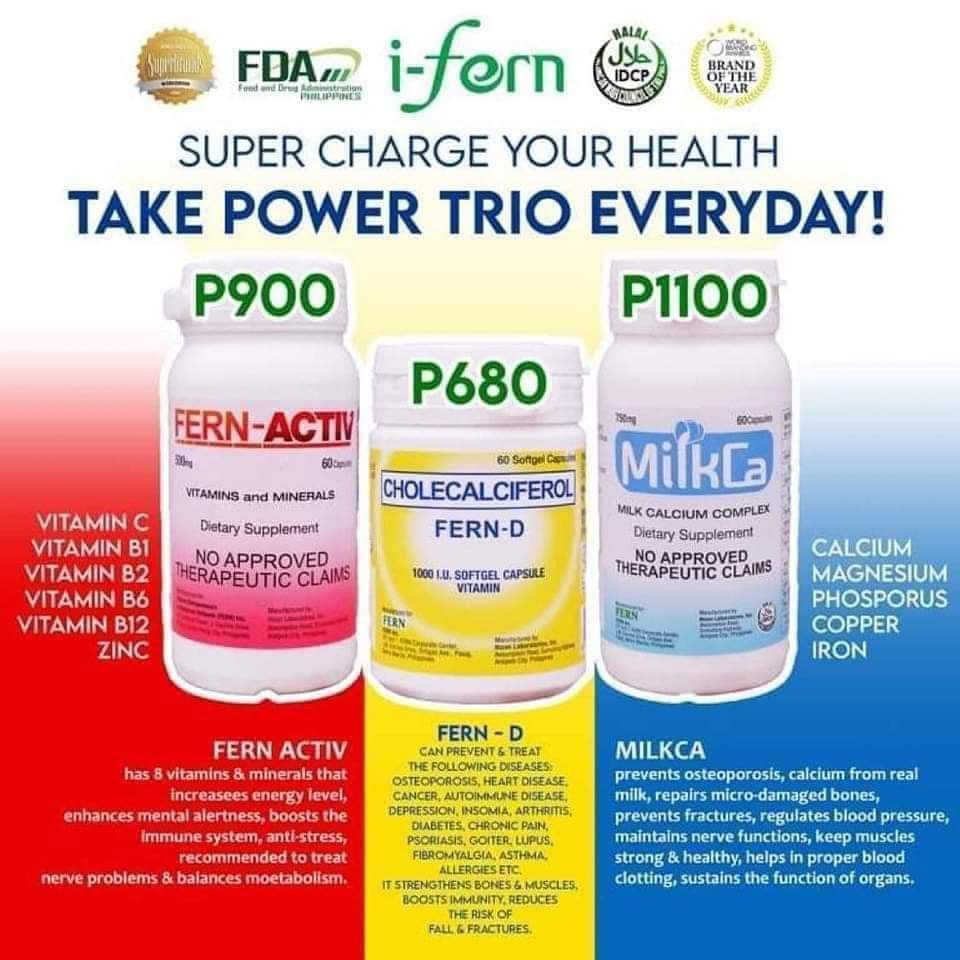 Superbrands
FDA
Food and Drug Administration
PHILIPPINES
i-fern
HALAL
IDCP
WORLD
BRANDING
AWARDS
BRAND
OF THE
YEAR
SUPER CHARGE YOUR HEALTH
TAKE POWER TRIO EVERYDAY!
P900
P680
P1100
FERN-ACTIV
500mg
60 Capsules
VITAMINS and MINERALS
Dietary Supplement
NO APPROVED
THERAPEUTIC CLAIMS
60 Softgel Capsules
CHOLECALCIFEROL
FERN-D
1000 I.U. SOFTGEL CAPSULE
VITAMIN
FERN
750mg
60 Capsules
MilkCa
MILK CALCIUM COMPLEX
Dietary Supplement
NO APPROVED
THERAPEUTIC CLAIMS
FERN
VITAMIN C
VITAMIN B1
VITAMIN B2
VITAMIN B6
VITAMIN B12
ZINC
CALCIUM
MAGNESIUM
PHOSPORUS
COPPER
IRON
FERN ACTIV
has 8 vitamins & minerals that
increasees energy level,
enhances mental alertness, boosts the
immune system, anti-stress,
recommended to treat
nerve problems & balances moetabolism.
FERN - D
CAN PREVENT & TREAT
THE FOLLOWING DISEASES:
OSTEOPOROSIS, HEART DISEASE,
CANCER, AUTOIMMUNE DISEASE,
DEPRESSION, INSOMIA, ARTHRITIS,
DIABETES, CHRONIC PAIN,
PSORIASIS, GOITER, LUPUS,
FIBROMYALGIA, ASTHMA,
ALLERGIES ETC.
IT STRENGTHENS BONES & MUSCLES,
BOOSTS IMMUNITY, REDUCES
THE RISK OF
FALL & FRACTURES.
MILKCA
prevents osteoporosis, calcium from real
milk, repairs micro-damaged bones,
prevents fractures, regulates blood pressure,
maintains nerve functions, keep muscles
strong & healthy, helps in proper blood
clotting, sustains the function of organs.